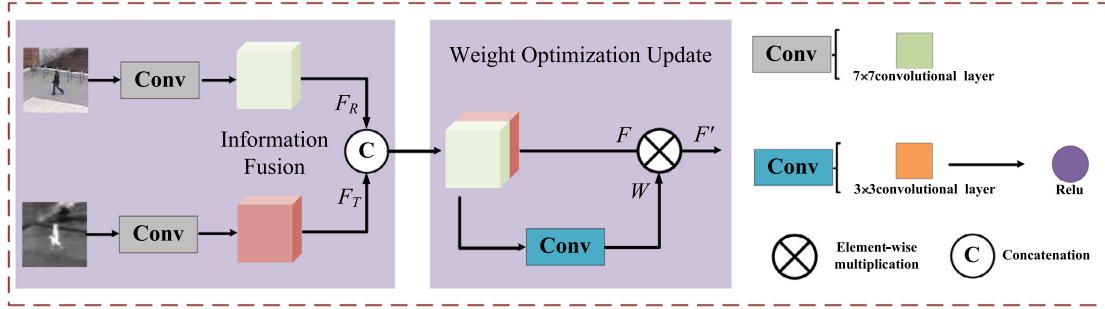 Conv
F_R
Information
Fusion
C
F_T
Conv
Weight Optimization Update
F
F′
W
Conv
Conv
7×7convolutional layer
Conv
3×3convolutional layer
Relu
Element-wise
multiplication
C
Concatenation